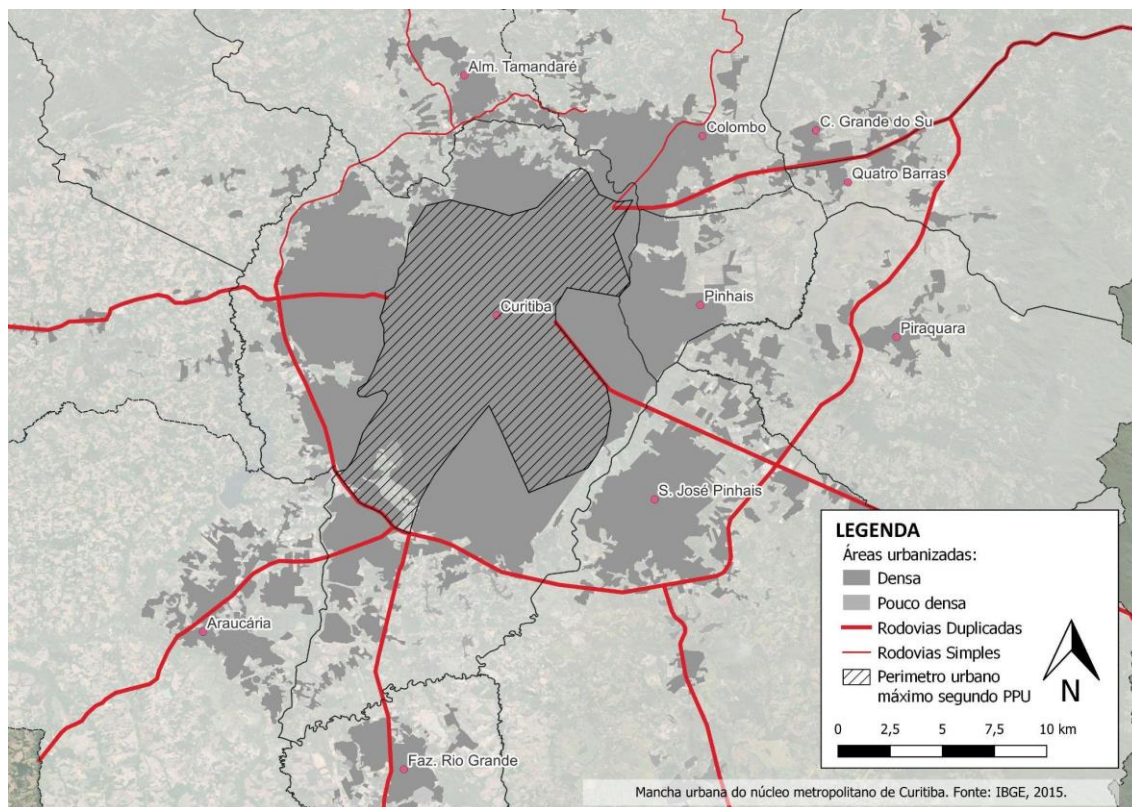 Alm. Tamandaré
Colombo
C. Grande do Su
Quatro Barras
Pinhais
Curitiba
Piraquara
S. José Pinhais
Araucária
Faz. Rio Grande
LEGENDA
Áreas urbanizadas:
Densa
Pouco densa
Rodovias Duplicadas
Rodovias Simples
Perimetro urbano
máximo segundo PPU
N
0 2,5 5 7,5 10 km
Mancha urbana do núcleo metropolitano de Curitiba. Fonte: IBGE, 2015.